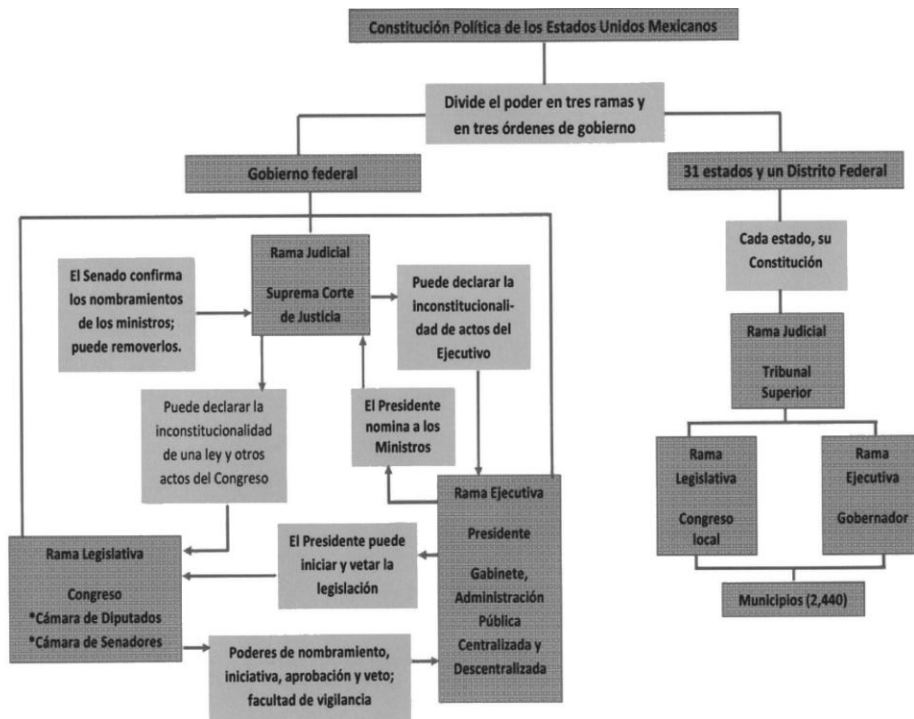 Constitución Política de los Estados Unidos Mexicanos
Divide el poder en tres ramas y
en tres órdenes de gobierno
Gobierno federal
31 estados y un Distrito Federal
Rama Judicial
Suprema Corte
de Justicia
El Senado confirma
los nombramientos
de los ministros;
puede removerlos.
Puede declarar la
inconstitucionali-
dad de actos del
Ejecutivo
Cada estado, su
Constitución
Rama Judicial
Tribunal
Superior
Puede declarar la
inconstitucionalidad
de una ley y otros
actos del Congreso
El Presidente
nomina a los
Ministros
Rama
Legislativa
Congreso
local
Rama
Ejecutiva
Gobernador
Rama Ejecutiva
Presidente
Gabinete,
Administración
Pública
Centralizada y
Descentralizada
Rama Legislativa
Congreso
*Cámara de Diputados
*Cámara de Senadores
El Presidente puede
iniciar y vetar la
legislación
Municipios (2,440)
Poderes de nombramiento,
iniciativa, aprobación y veto;
facultad de vigilancia